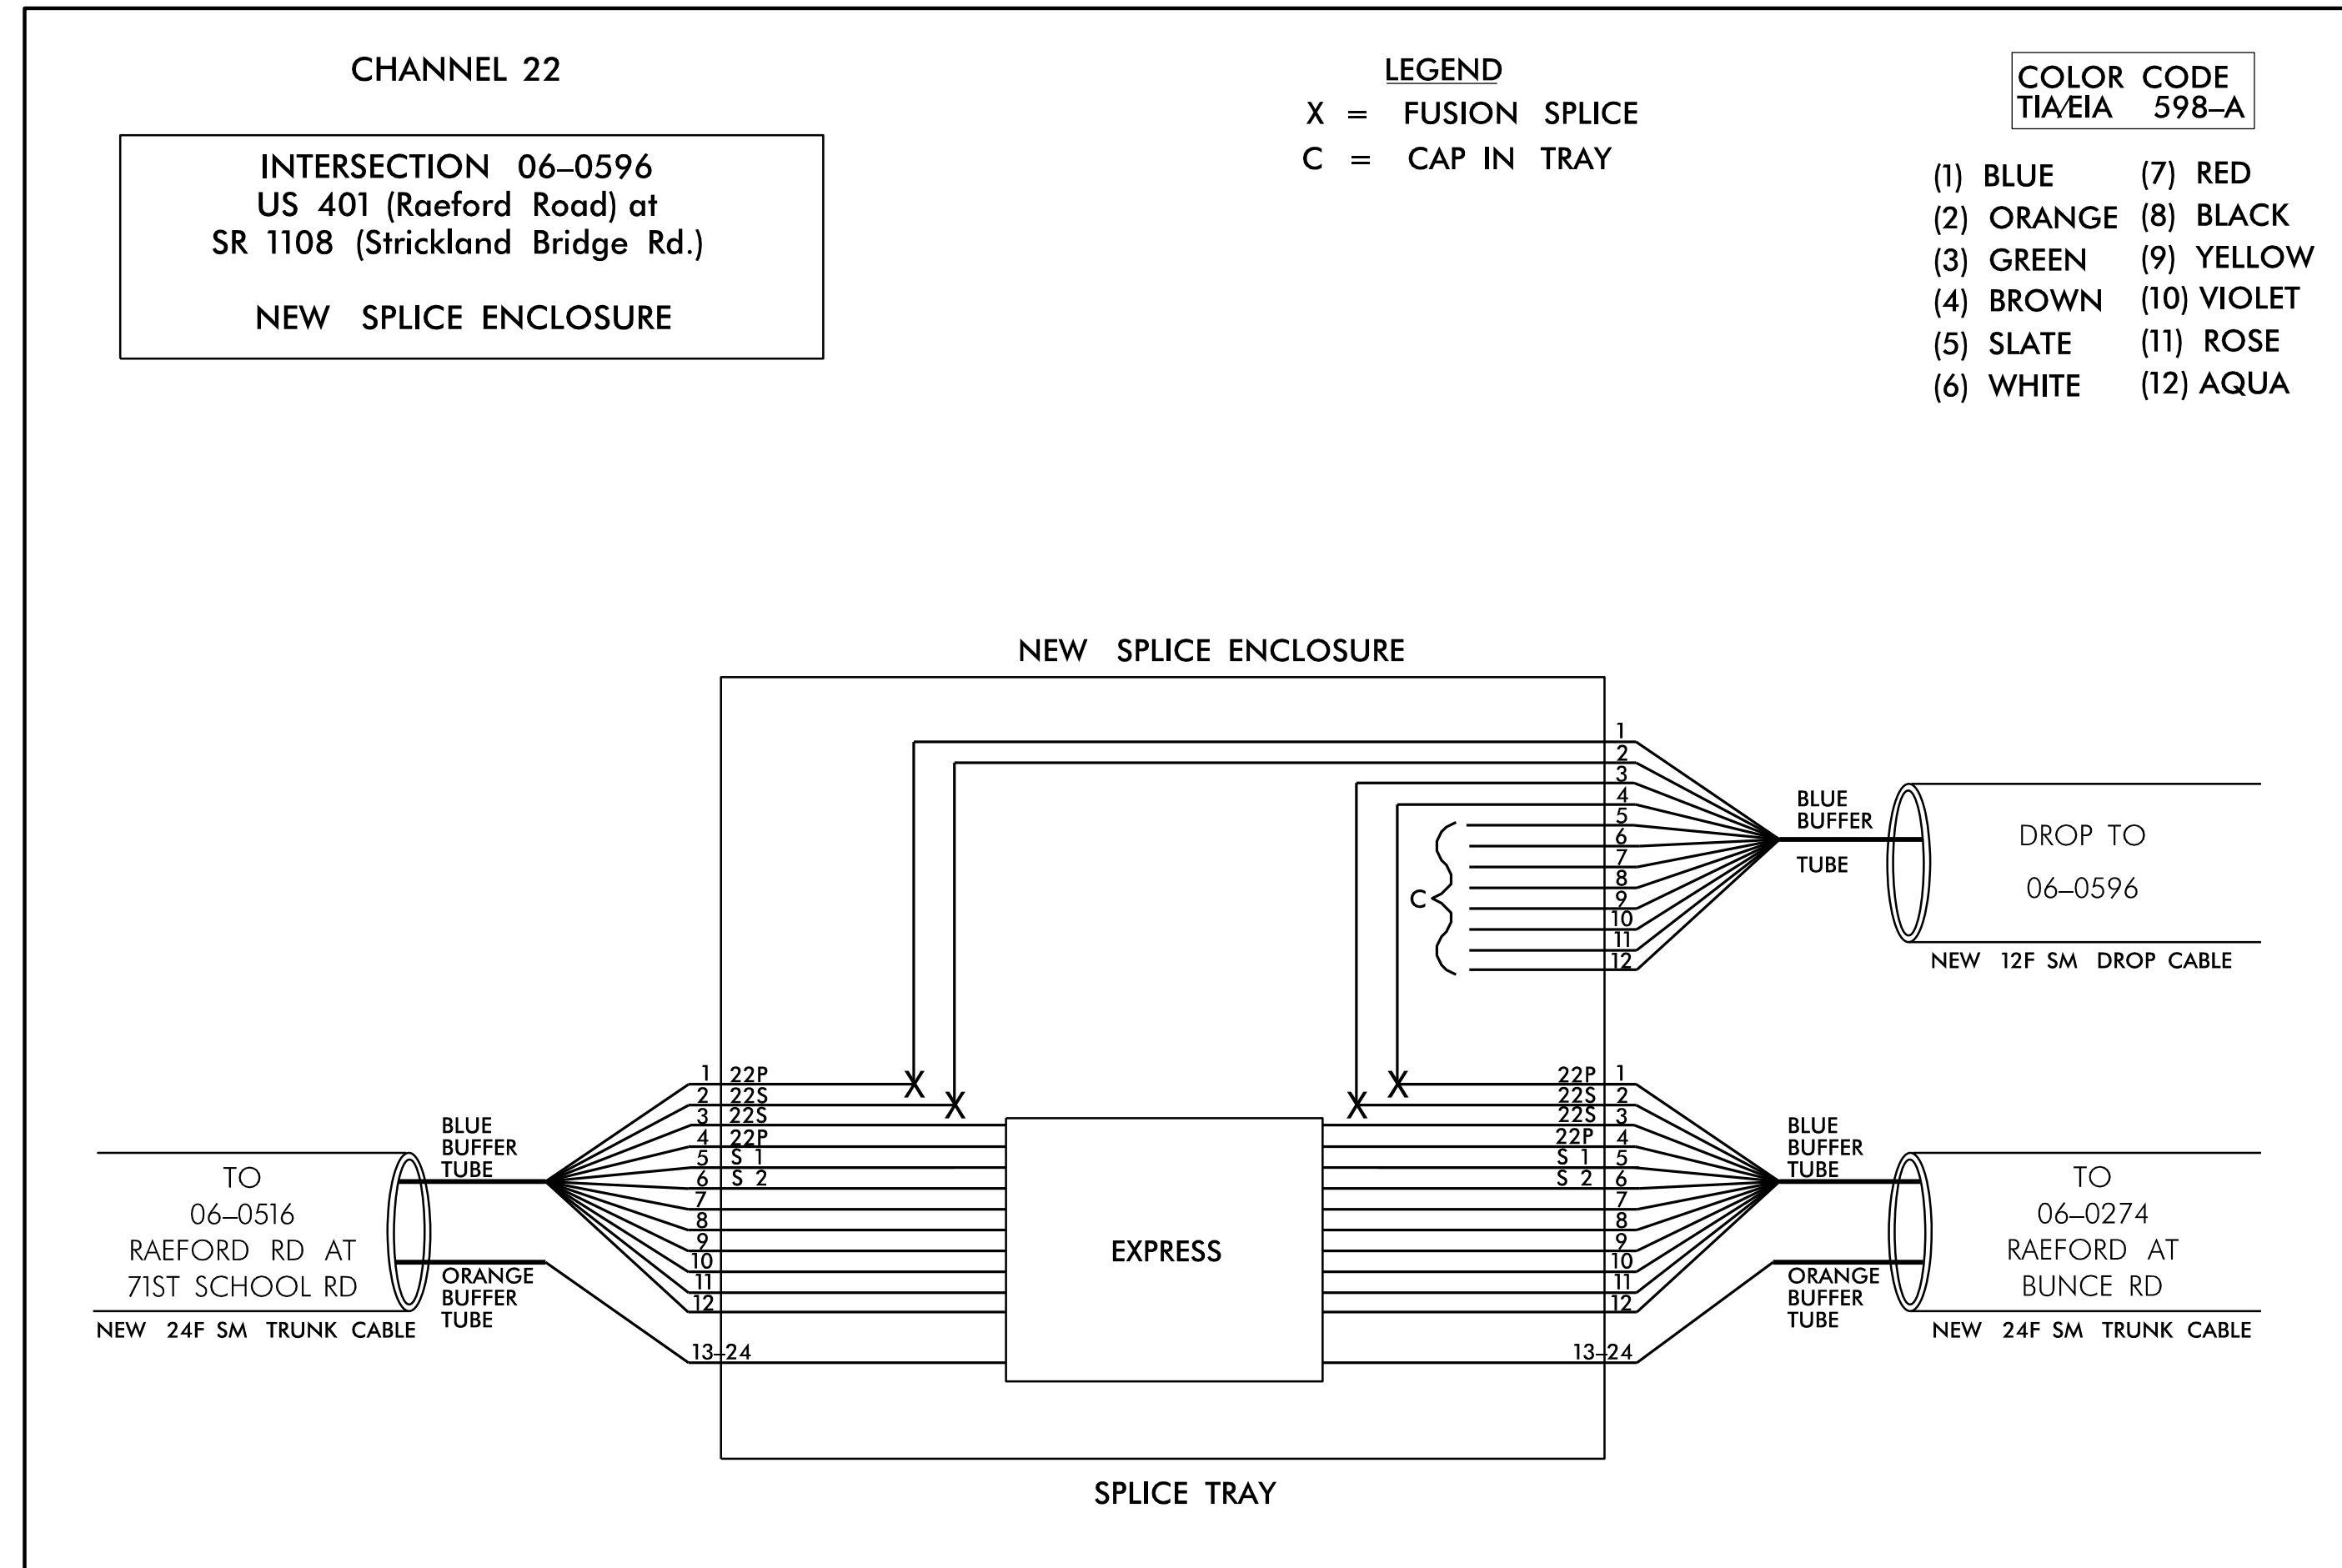 CHANNEL 22
INTERSECTION 06–0596
US 401 (Raeford Road) at
SR 1108 (Strickland Bridge Rd.)
NEW SPLICE ENCLOSURE
LEGEND
X = FUSION SPLICE
C = CAP IN TRAY
COLOR CODE
TIA/EIA 598–A
(1) BLUE
(2) ORANGE
(3) GREEN
(4) BROWN
(5) SLATE
(6) WHITE
(7) RED
(8) BLACK
(9) YELLOW
(10) VIOLET
(11) ROSE
(12) AQUA
NEW SPLICE ENCLOSURE
1
2
3
4
5
6
7
8
9
10
11
12
C
BLUE
BUFFER
TUBE
DROP TO
06–0596
NEW 12F SM DROP CABLE
X
X
X
X
TO
06–0516
RAEFORD RD AT
71ST SCHOOL RD
NEW 24F SM TRUNK CABLE
BLUE
BUFFER
TUBE
ORANGE
BUFFER
TUBE
1 22P
2 22S
3 22S
4 22P
5 S 1
6 S 2
7
8
9
10
11
12
13–24
EXPRESS
22P 1
22S 2
22S 3
22P 4
S 1 5
S 2 6
7
8
9
10
11
12
13–24
BLUE
BUFFER
TUBE
ORANGE
BUFFER
TUBE
TO
06–0274
RAEFORD AT
BUNCE RD
NEW 24F SM TRUNK CABLE
SPLICE TRAY